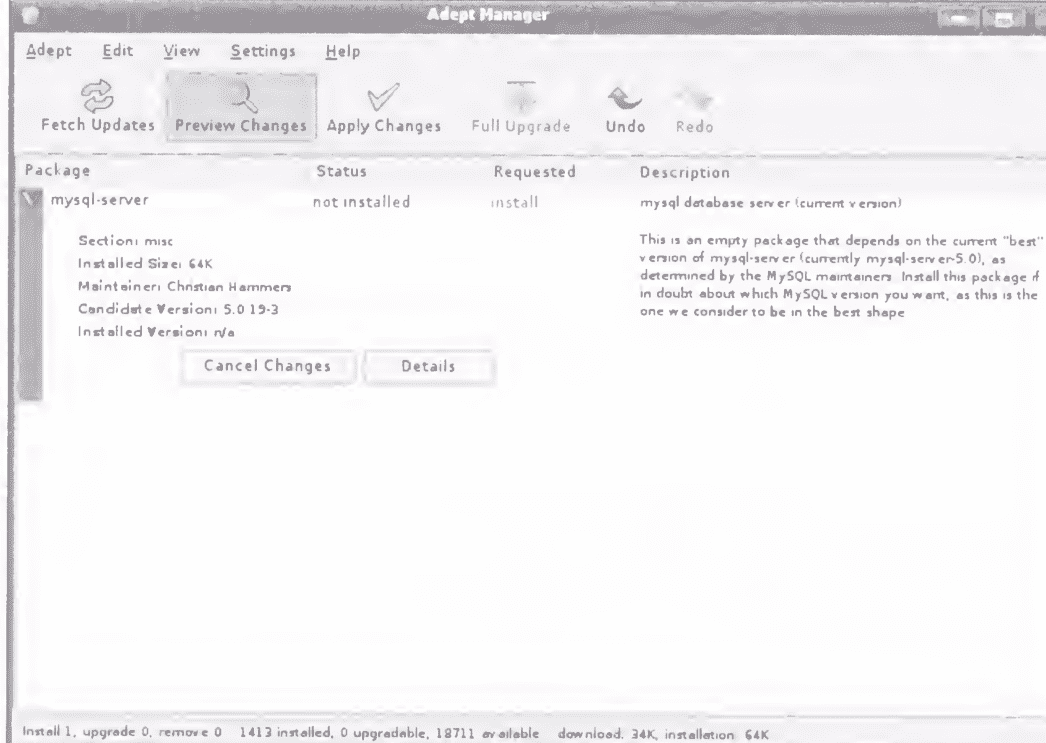 Adept Manager
Adept Edit View Settings Help
Fetch Updates Preview Changes Apply Changes Full Upgrade Undo Redo
Package Status Requested Description
mysql-server not installed install mysql database server (current version)
Section: misc
Installed Size: 64K
Maintainer: Christian Hammers
Candidate Version: 5.0.19-3
Installed Version: n/a
This is an empty package that depends on the current "best"
version of mysql-server (currently mysql-server-5.0), as
determined by the MySQL maintainers. Install this package if
in doubt about which MySQL version you want, as this is the
one we consider to be in the best shape
Cancel Changes Details
Install 1, upgrade 0, remove 0 1413 installed, 0 upgradable, 18711 available download: 34K, installation: 64K